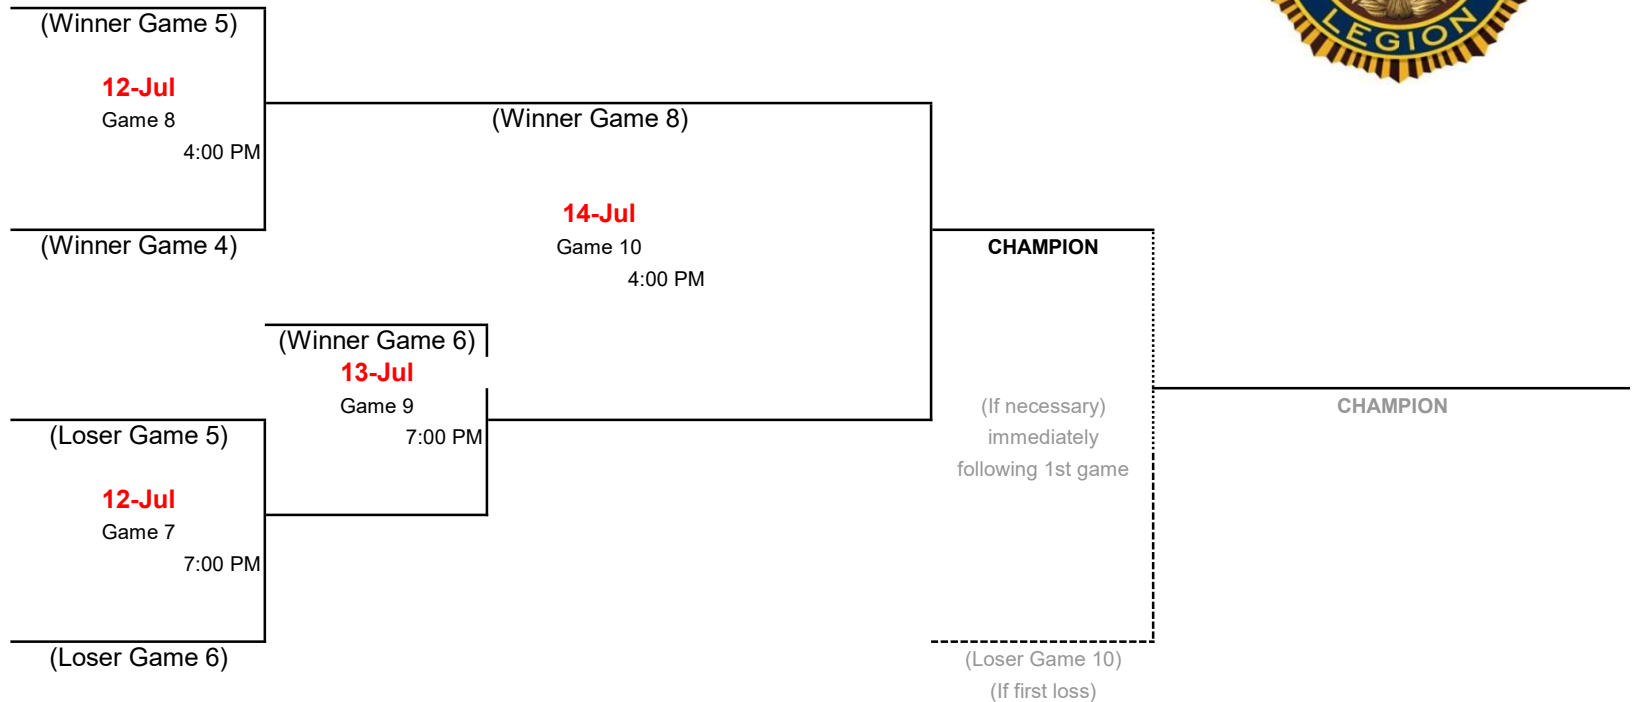 LEGION
(Winner Game 5)
12-Jul
Game 8
4:00 PM
(Winner Game 8)
14-Jul
Game 10
4:00 PM
(Winner Game 4)
CHAMPION
(Winner Game 6)
13-Jul
Game 9
7:00 PM
(If necessary)
immediately
following 1st game
CHAMPION
(Loser Game 5)
12-Jul
Game 7
7:00 PM
(Loser Game 6)
(Loser Game 10)
(If first loss)